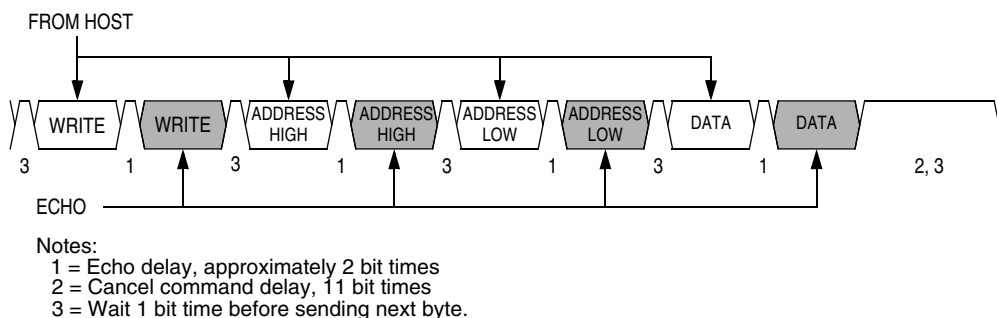 FROM HOST
WRITE WRITE ADDRESS HIGH ADDRESS HIGH ADDRESS LOW ADDRESS LOW DATA DATA
3 1 3 1 3 1 3 1 2, 3
ECHO
Notes:
1 = Echo delay, approximately 2 bit times
2 = Cancel command delay, 11 bit times
3 = Wait 1 bit time before sending next byte.